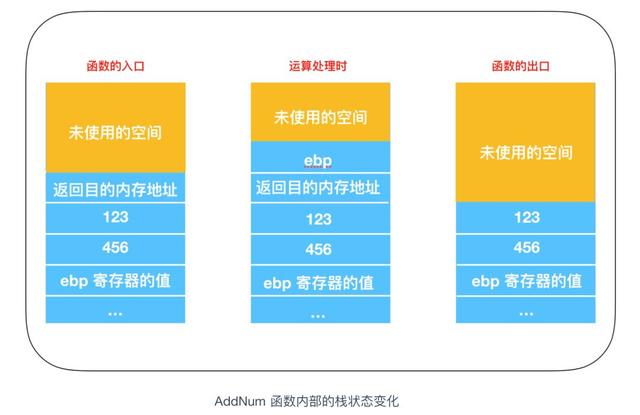 函数的入口
未使用的空间
返回目的内存地址
123
456
ebp 寄存器的值
...
运算处理时
未使用的空间
ebp
返回目的内存地址
123
456
ebp 寄存器的值
...
函数的出口
未使用的空间
123
456
ebp 寄存器的值
...
AddNum 函数内部的栈状态变化